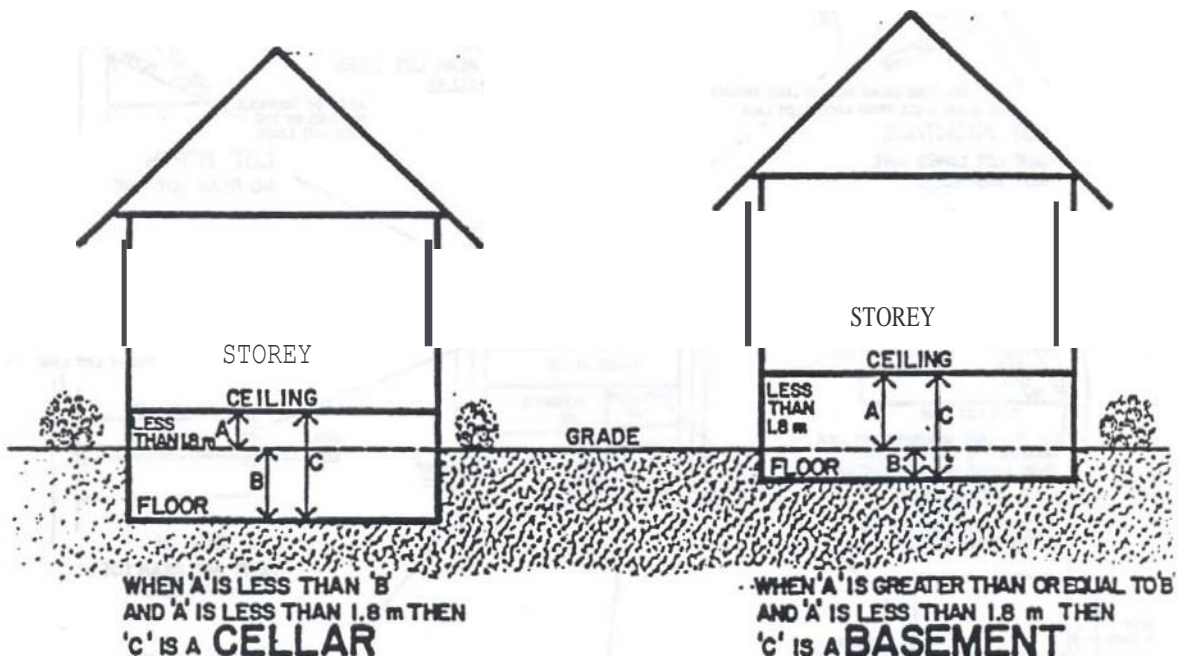 STOREY
CEILING
LESS
THAN 1.8 m
A
B
C
FLOOR
GRADE
STOREY
CEILING
LESS
THAN
1.8 m
A
C
FLOOR
B
WHEN 'A' IS LESS THAN 'B'
AND 'A' IS LESS THAN 1.8 m THEN
'C' IS A CELLAR
WHEN 'A' IS GREATER THAN OR EQUAL TO 'B'
AND 'A' IS LESS THAN 1.8 m THEN
'C' IS A BASEMENT